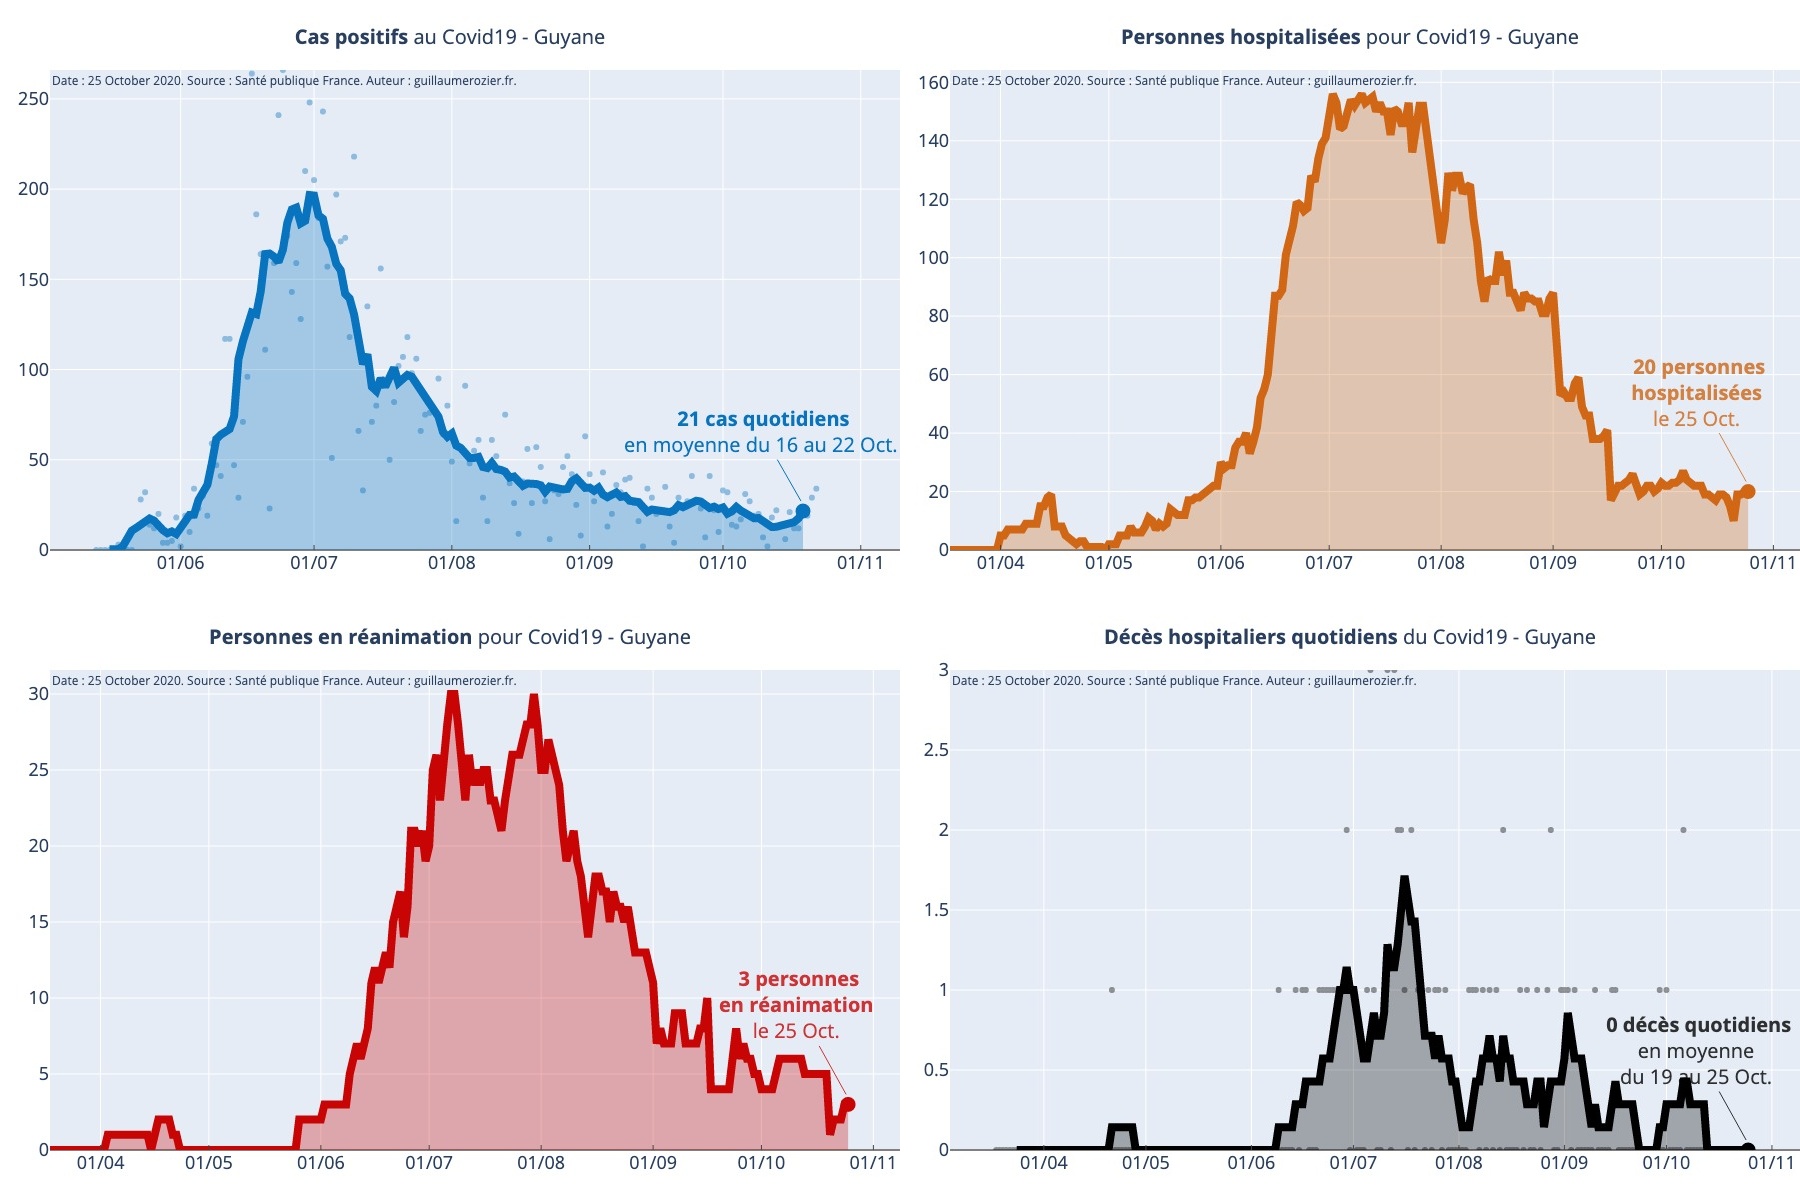 Cas positifs au Covid19 - Guyane
Date : 25 October 2020. Source : Santé publique France. Auteur : guillaumerozier.fr.
250
200
150
100
50
0
21 cas quotidiens
en moyenne du 16 au 22 Oct.
01/06 01/07 01/08 01/09 01/10 01/11
Personnes hospitalisées pour Covid19 - Guyane
Date : 25 October 2020. Source : Santé publique France. Auteur : guillaumerozier.fr.
160
140
120
100
80
60
40
20
0
20 personnes
hospitalisées
le 25 Oct.
01/04 01/05 01/06 01/07 01/08 01/09 01/10 01/11
Personnes en réanimation pour Covid19 - Guyane
Date : 25 October 2020. Source : Santé publique France. Auteur : guillaumerozier.fr.
30
25
20
15
10
5
0
3 personnes
en réanimation
le 25 Oct.
01/04 01/05 01/06 01/07 01/08 01/09 01/10 01/11
Décès hospitaliers quotidiens du Covid19 - Guyane
Date : 25 October 2020. Source : Santé publique France. Auteur : guillaumerozier.fr.
3
2.5
2
1.5
1
0.5
0
0 décès quotidiens
en moyenne
du 19 au 25 Oct.
01/04 01/05 01/06 01/07 01/08 01/09 01/10 01/11